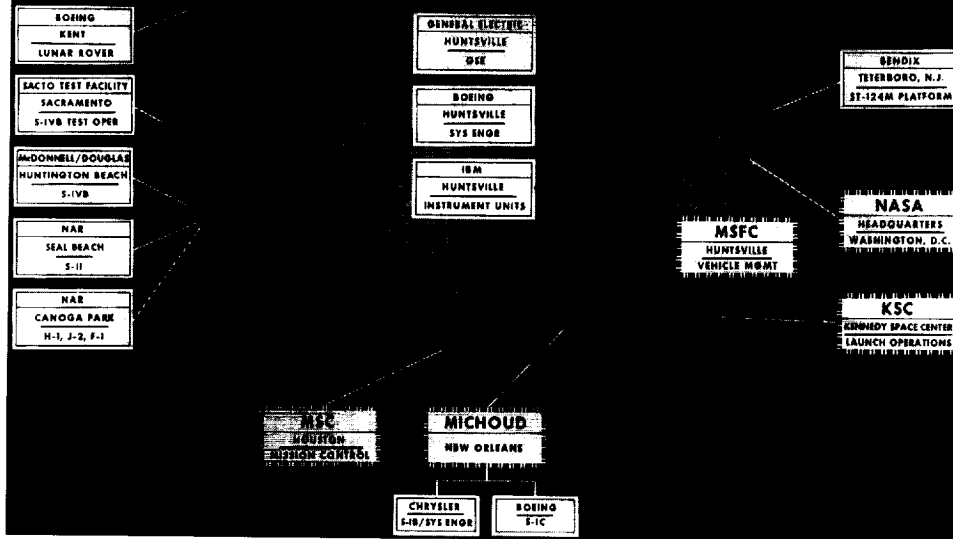 BOEING
KENT
LUNAR ROVER
SACTO TEST FACILITY
SACRAMENTO
S-IVB TEST OPER
McDONNELL/DOUGLAS
HUNTINGTON BEACH
S-IVB
NAR
SEAL BEACH
S-II
NAR
CANOGA PARK
H-1, J-2, F-1
GENERAL ELECTRIC
HUNTSVILLE
GSE
BOEING
HUNTSVILLE
SYS ENGR
IBM
HUNTSVILLE
INSTRUMENT UNITS
BENDIX
TETERBORO, N.J.
ST-124M PLATFORM
MSFC
HUNTSVILLE
VEHICLE MGMT
NASA
HEADQUARTERS
WASHINGTON, D.C.
KSC
KENNEDY SPACE CENTER
LAUNCH OPERATIONS
MSC
HOUSTON
MISSION CONTROL
MICHOUD
NEW ORLEANS
CHRYSLER
S-IB/SYS ENGR
BOEING
S-IC